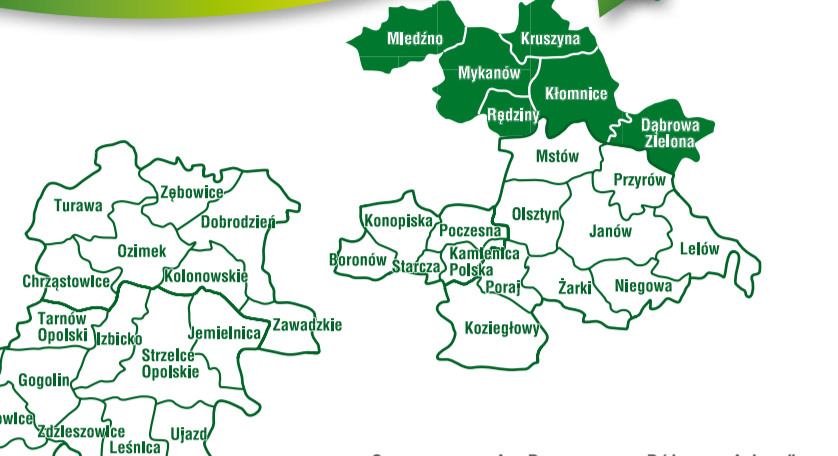 Miedźno
Kruszyna
Mykanów
Kłomnice
Rędziny
Dąbrowa
Zielona
Mstów
Przyrów
Zębowice
Turawa
Dobrodzień
Konopiska
Poczesna
Olsztyn
Janów
Lelów
Ozimek
Boronów
Starcza
Kamienica
Polska
Chrząstowice
Kolonowskie
Poraj
Żarki
Niegowa
Tarnów
Opolski
Izbicko
Jemielnica
Zawadzkie
Koziegłowy
Strzelce
Opolskie
Gogolin
Zdzieszowice
Ujazd
Leśnica